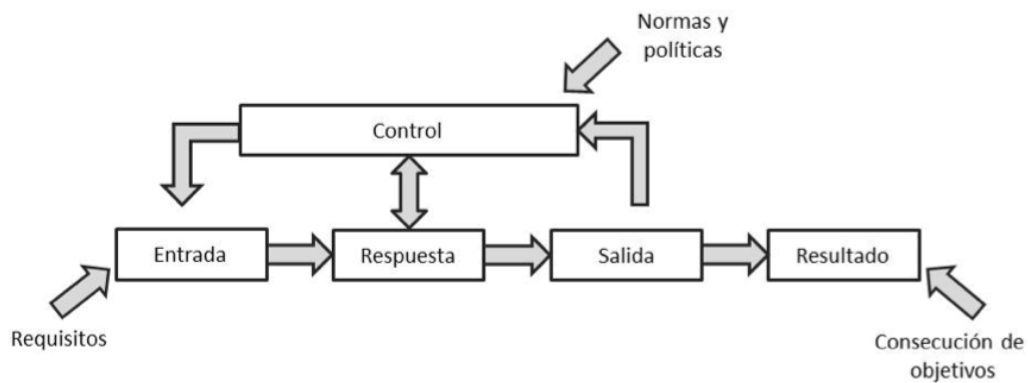 Normas y
políticas
Control
Entrada
Respuesta
Salida
Resultado
Requisitos
Consecución de
objetivos